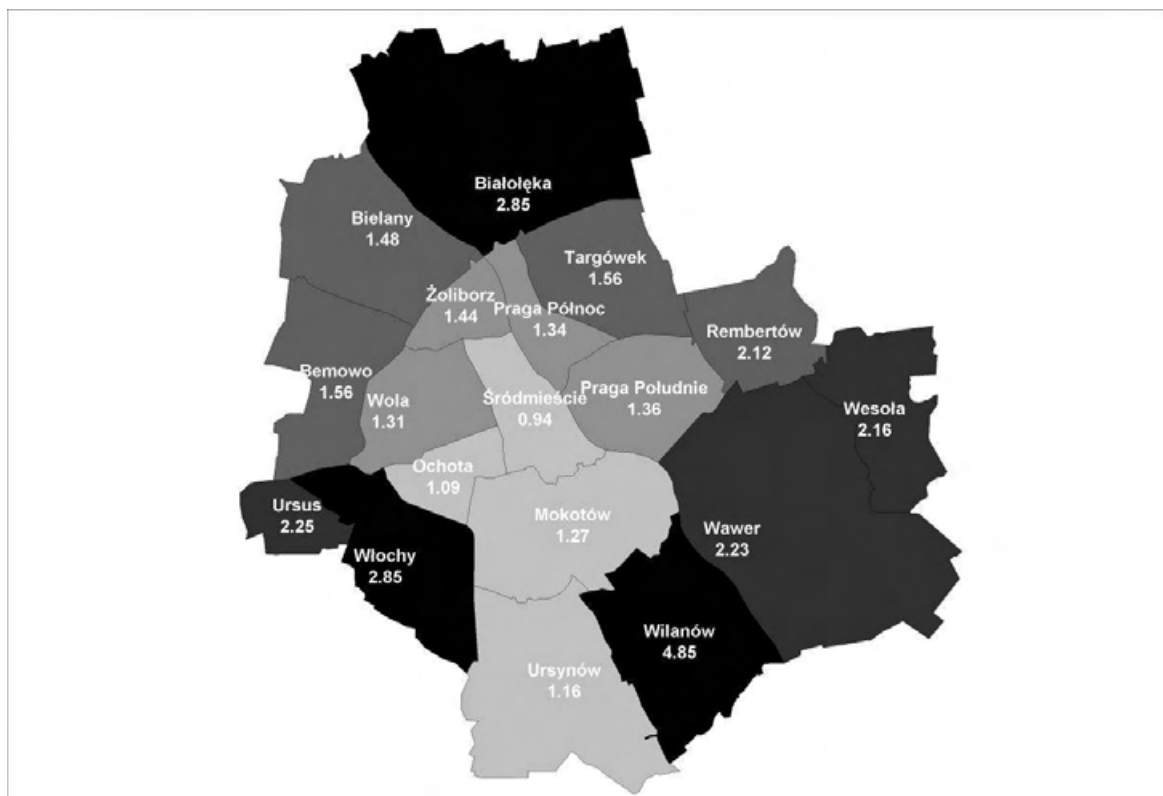 Białołęka
2.85
Bielany
1.48
Targówek
1.56
Żoliborz
1.44
Praga Północ
1.34
Rembertów
2.12
Bemowo
1.56
Wola
1.31
Śródmieście
0.94
Praga Południe
1.36
Wesoła
2.16
Ochota
1.09
Ursus
2.25
Mokotów
1.27
Wawer
2.23
Włochy
2.85
Wilanów
4.85
Ursynów
1.16